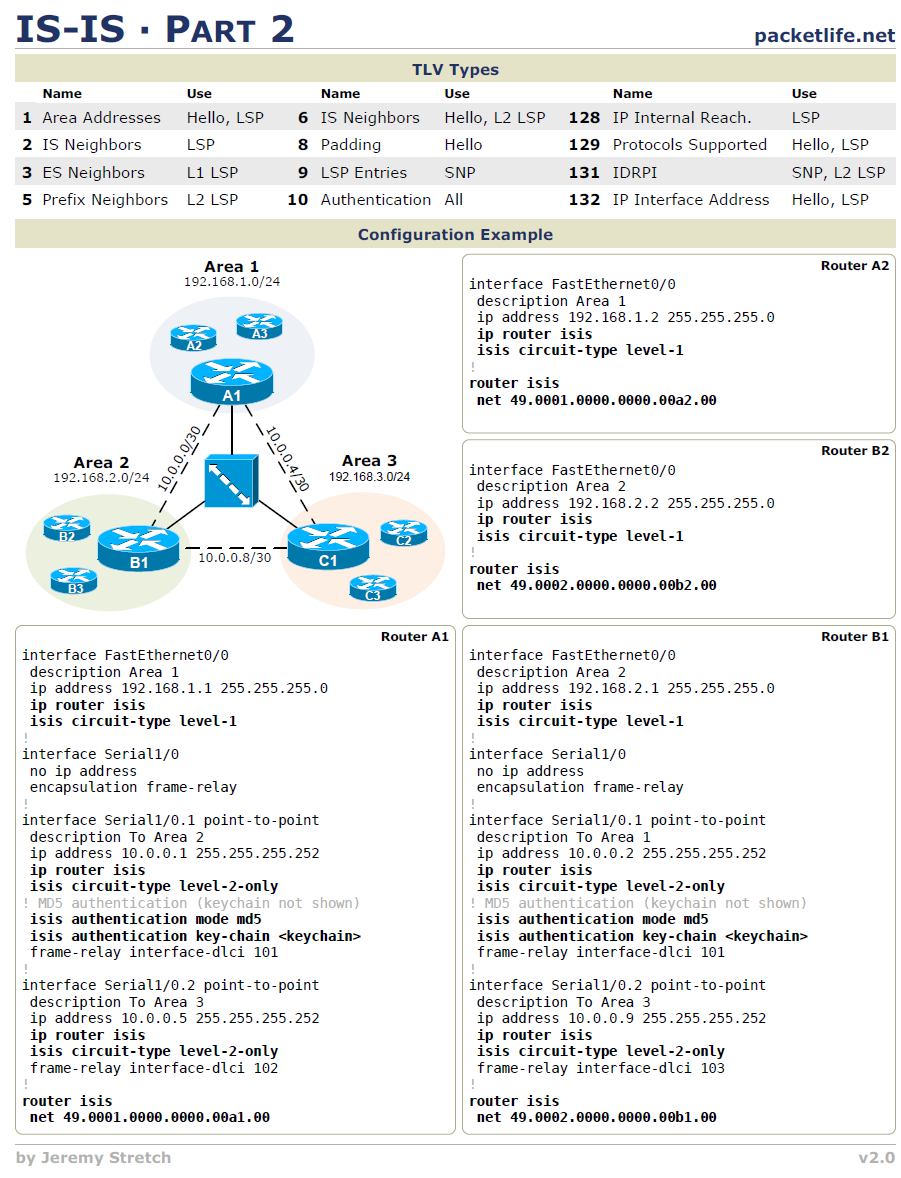 IS-IS · PART 2
packetlife.net
TLV Types
Name Use Name Use Name Use
1 Area Addresses Hello, LSP 6 IS Neighbors Hello, L2 LSP 128 IP Internal Reach. LSP
2 IS Neighbors LSP 8 Padding Hello 129 Protocols Supported Hello, LSP
3 ES Neighbors L1 LSP 9 LSP Entries SNP 131 IDRPI SNP, L2 LSP
5 Prefix Neighbors L2 LSP 10 Authentication All 132 IP Interface Address Hello, LSP
Configuration Example
Area 1
192.168.1.0/24
A2
A3
A1
10.0.0.0/30
10.0.0.4/30
Area 2
192.168.2.0/24
Area 3
192.168.3.0/24
B2
B1
B3
10.0.0.8/30
C1
C2
C3
Router A2
interface FastEthernet0/0
description Area 1
ip address 192.168.1.2 255.255.255.0
ip router isis
isis circuit-type level-1
!
router isis
net 49.0001.0000.0000.00a2.00
Router B2
interface FastEthernet0/0
description Area 2
ip address 192.168.2.2 255.255.255.0
ip router isis
isis circuit-type level-1
!
router isis
net 49.0002.0000.0000.00b2.00
Router A1
interface FastEthernet0/0
description Area 1
ip address 192.168.1.1 255.255.255.0
ip router isis
isis circuit-type level-1
!
interface Serial1/0
no ip address
encapsulation frame-relay
!
interface Serial1/0.1 point-to-point
description To Area 2
ip address 10.0.0.1 255.255.255.252
ip router isis
isis circuit-type level-2-only
! MD5 authentication (keychain not shown)
isis authentication mode md5
isis authentication key-chain <keychain>
frame-relay interface-dlci 101
!
interface Serial1/0.2 point-to-point
description To Area 3
ip address 10.0.0.5 255.255.255.252
ip router isis
isis circuit-type level-2-only
frame-relay interface-dlci 102
!
router isis
net 49.0001.0000.0000.00a1.00
Router B1
interface FastEthernet0/0
description Area 2
ip address 192.168.2.1 255.255.255.0
ip router isis
isis circuit-type level-1
!
interface Serial1/0
no ip address
encapsulation frame-relay
!
interface Serial1/0.1 point-to-point
description To Area 1
ip address 10.0.0.2 255.255.255.252
ip router isis
isis circuit-type level-2-only
! MD5 authentication (keychain not shown)
isis authentication mode md5
isis authentication key-chain <keychain>
frame-relay interface-dlci 101
!
interface Serial1/0.2 point-to-point
description To Area 3
ip address 10.0.0.9 255.255.255.252
ip router isis
isis circuit-type level-2-only
frame-relay interface-dlci 103
!
router isis
net 49.0002.0000.0000.00b1.00
by Jeremy Stretch
v2.0